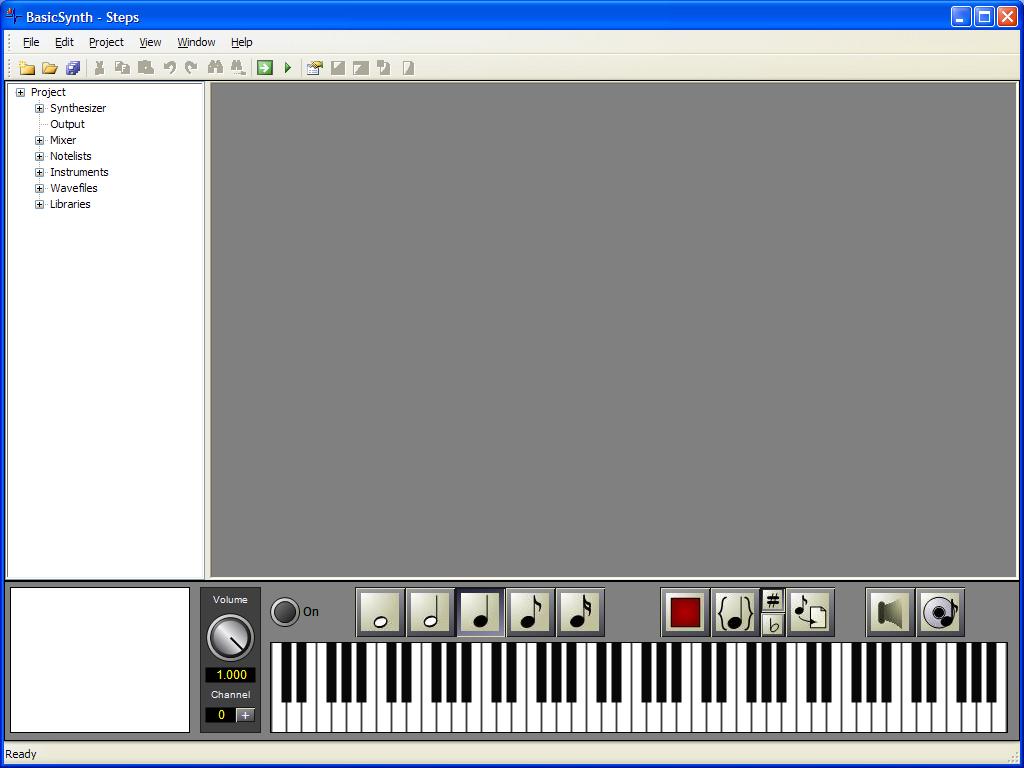 BasicSynth - Steps
File Edit Project View Window Help
Project
Synthesizer
Output
Mixer
Notelists
Instruments
Wavefiles
Libraries
Volume
On
1.000
Channel
0 +
Ready